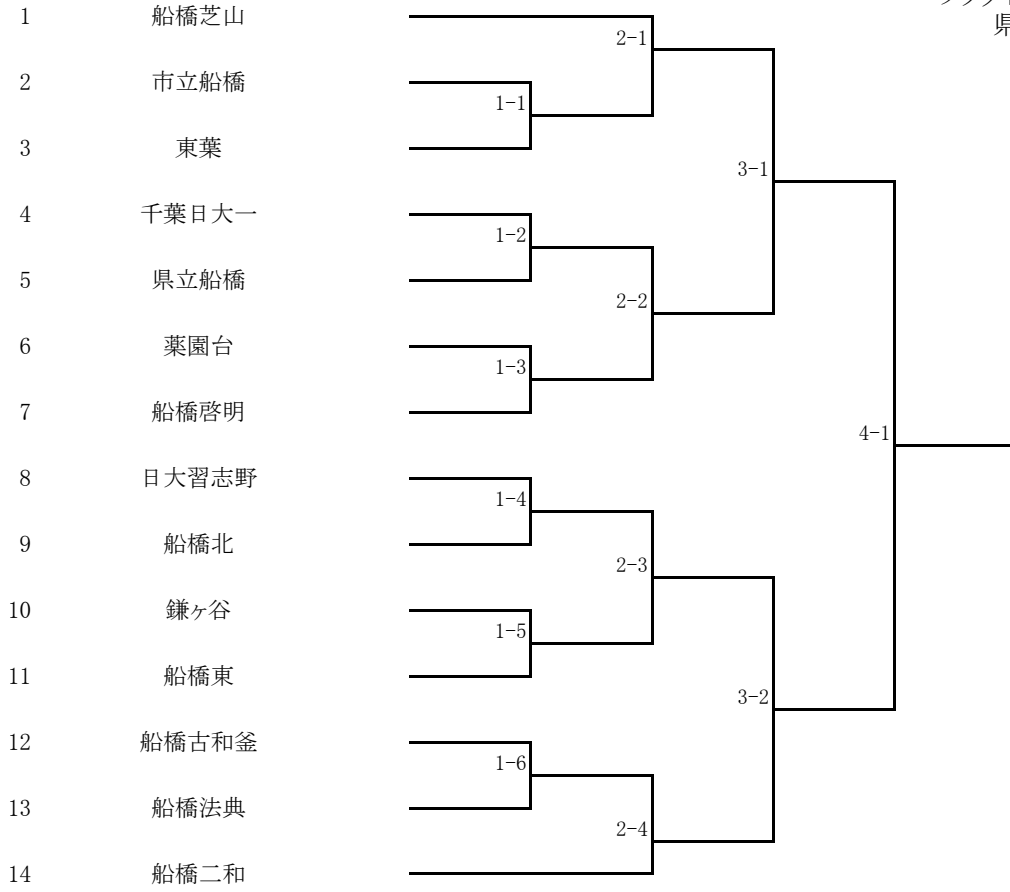 1 船橋芝山
2-1
県
2 市立船橋
1-1
3 東葉
3-1
4 千葉日大一
1-2
5 県立船橋
2-2
6 薬園台
1-3
7 船橋啓明
4-1
8 日大習志野
1-4
9 船橋北
2-3
10 鎌ヶ谷
1-5
11 船橋東
3-2
12 船橋古和釜
1-6
13 船橋法典
2-4
14 船橋二和